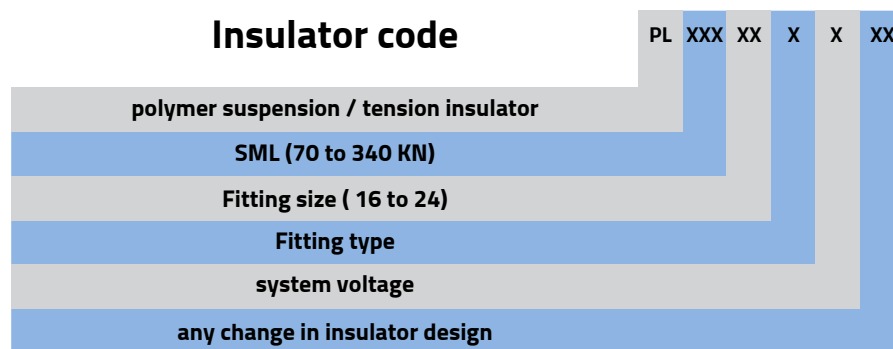 Insulator code PL XXX XX X X XX
polymer suspension / tension insulator
SML (70 to 340 KN)
Fitting size ( 16 to 24)
Fitting type
system voltage
any change in insulator design